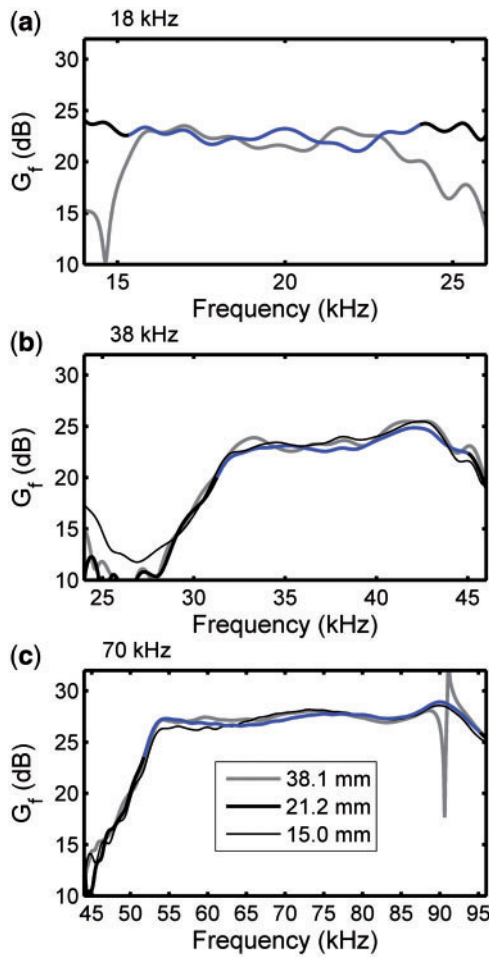 (a) 18 kHz
30
25
20
15
10
G_f (dB)
15 20 25
Frequency (kHz)
(b) 38 kHz
30
25
20
15
10
G_f (dB)
25 30 35 40 45
Frequency (kHz)
(c) 70 kHz
30
25
20
15
10
G_f (dB)
38.1 mm
21.2 mm
15.0 mm
45 50 55 60 65 70 75 80 85 90 95
Frequency (kHz)